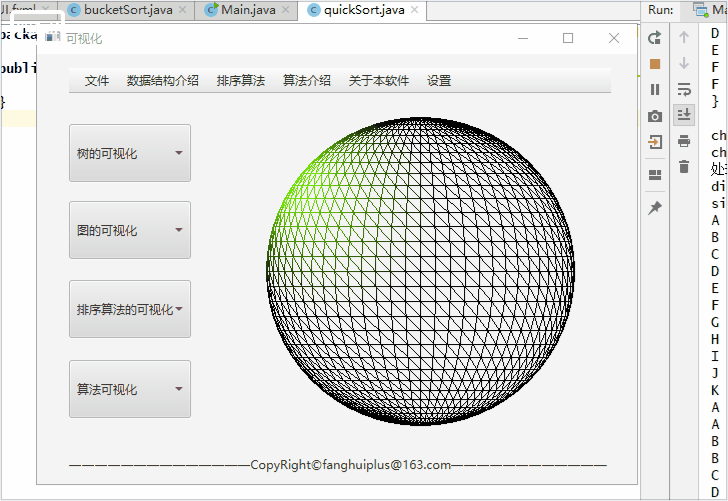 UI.fxml bucketSort.java Main.java quickSort.java Run: Ma
packa
可视化
publi
}
文件 数据结构介绍 排序算法 算法介绍 关于本软件 设置
树的可视化
图的可视化
排序算法的可视化
算法可视化
——————————————CopyRight©fanghuiplus@163.com————————————
D
E
F
F
}
ch
ch
处理
di
si
A
B
C
D
E
F
G
H
I
J
K
A
A
B
B
C
D